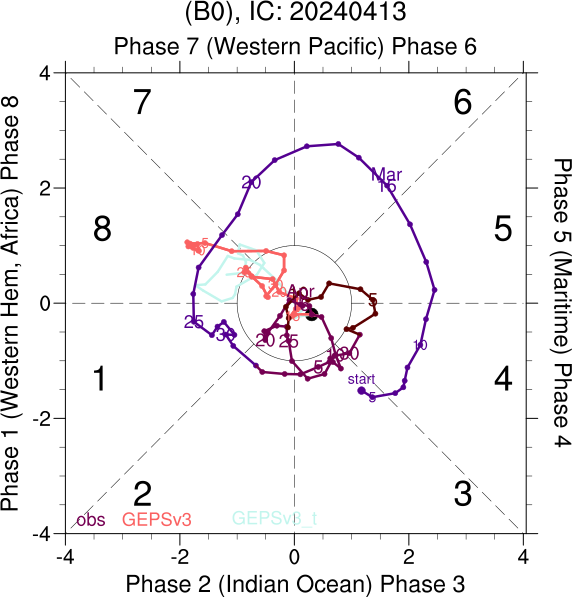 (B0), IC: 20240413
Phase 7 (Western Pacific) Phase 6
Phase 1 (Western Hem, Africa) Phase 8
Phase 5 (Maritime) Phase 4
4
2
0
-2
-4
7
6
8
5
1
4
2
3
Mar
15
20
25
10
start
5
Apr
5
20
25
30
5
obs
GEPSv3
GEPSv3_t
-4
-2
0
2
4
Phase 2 (Indian Ocean) Phase 3